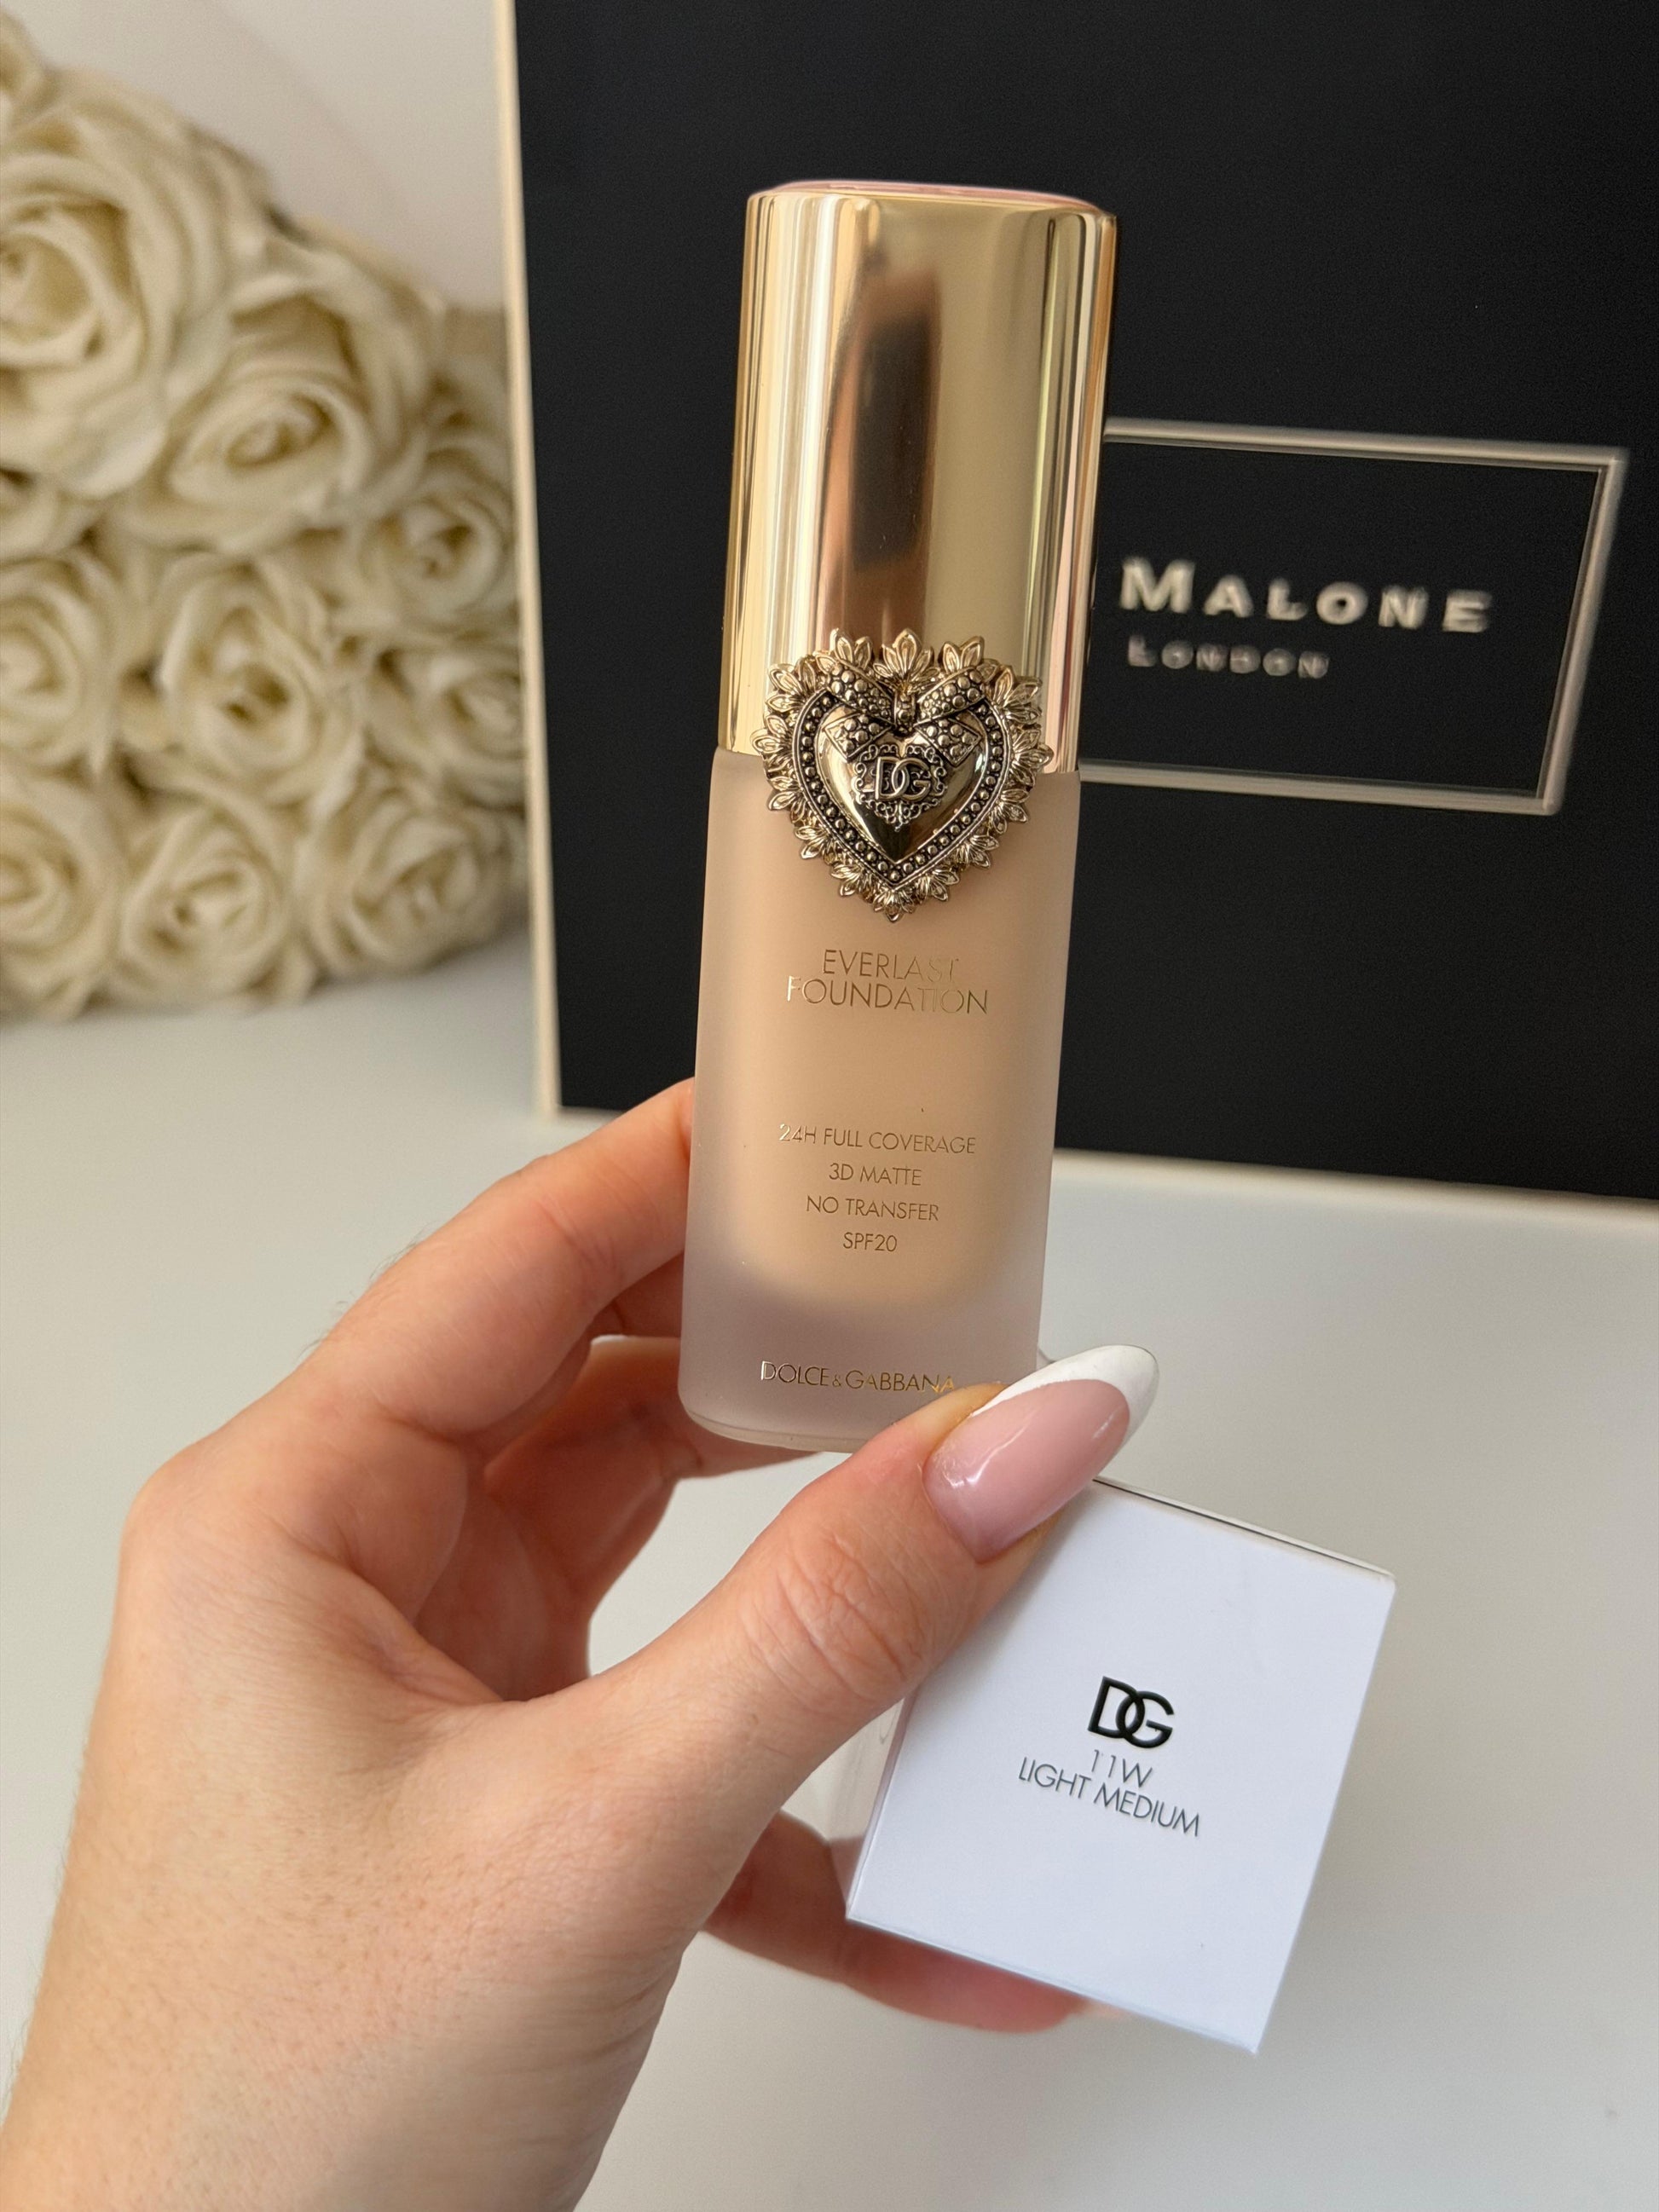 MALONE
LONDON
DG
EVERLAST
FOUNDATION
24H FULL COVERAGE
3D MATTE
NO TRANSFER
SPF20
DOLCE&GABBANA
DG
11W
LIGHT MEDIUM